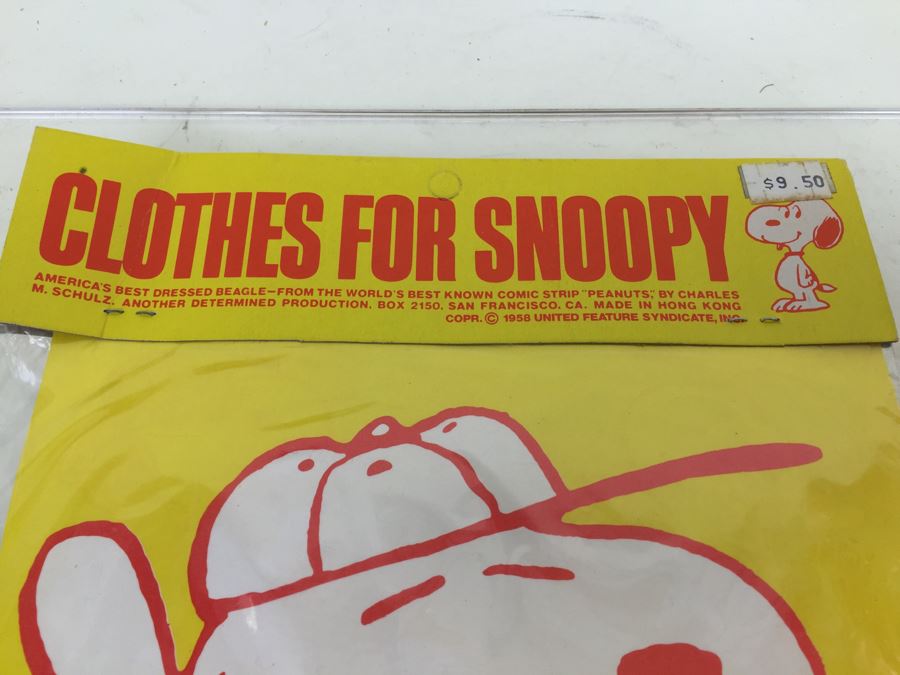 $9.50
CLOTHES FOR SNOOPY
AMERICA'S BEST DRESSED BEAGLE—FROM THE WORLD'S BEST KNOWN COMIC STRIP "PEANUTS," BY CHARLES
M. SCHULZ. ANOTHER DETERMINED PRODUCTION. BOX 2150. SAN FRANCISCO. CA. MADE IN HONG KONG
COPR. © 1958 UNITED FEATURE SYNDICATE, INC.